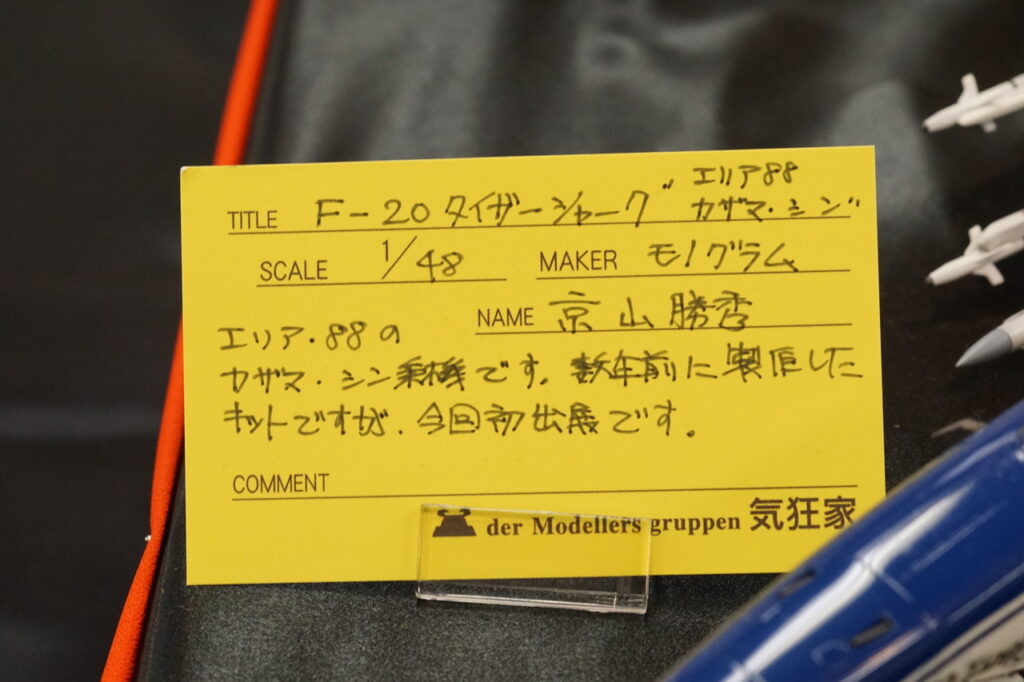 TITLE F-20 タイガーシャーク "エリア88
カザマ・シン"
SCALE 1/48 MAKER モノグラム
NAME 京山勝秀
エリア・88の
カザマ・シン乗機です。数年前に製作した
キットですが、今回初出展です。
COMMENT
der Modellers gruppen 気狂家